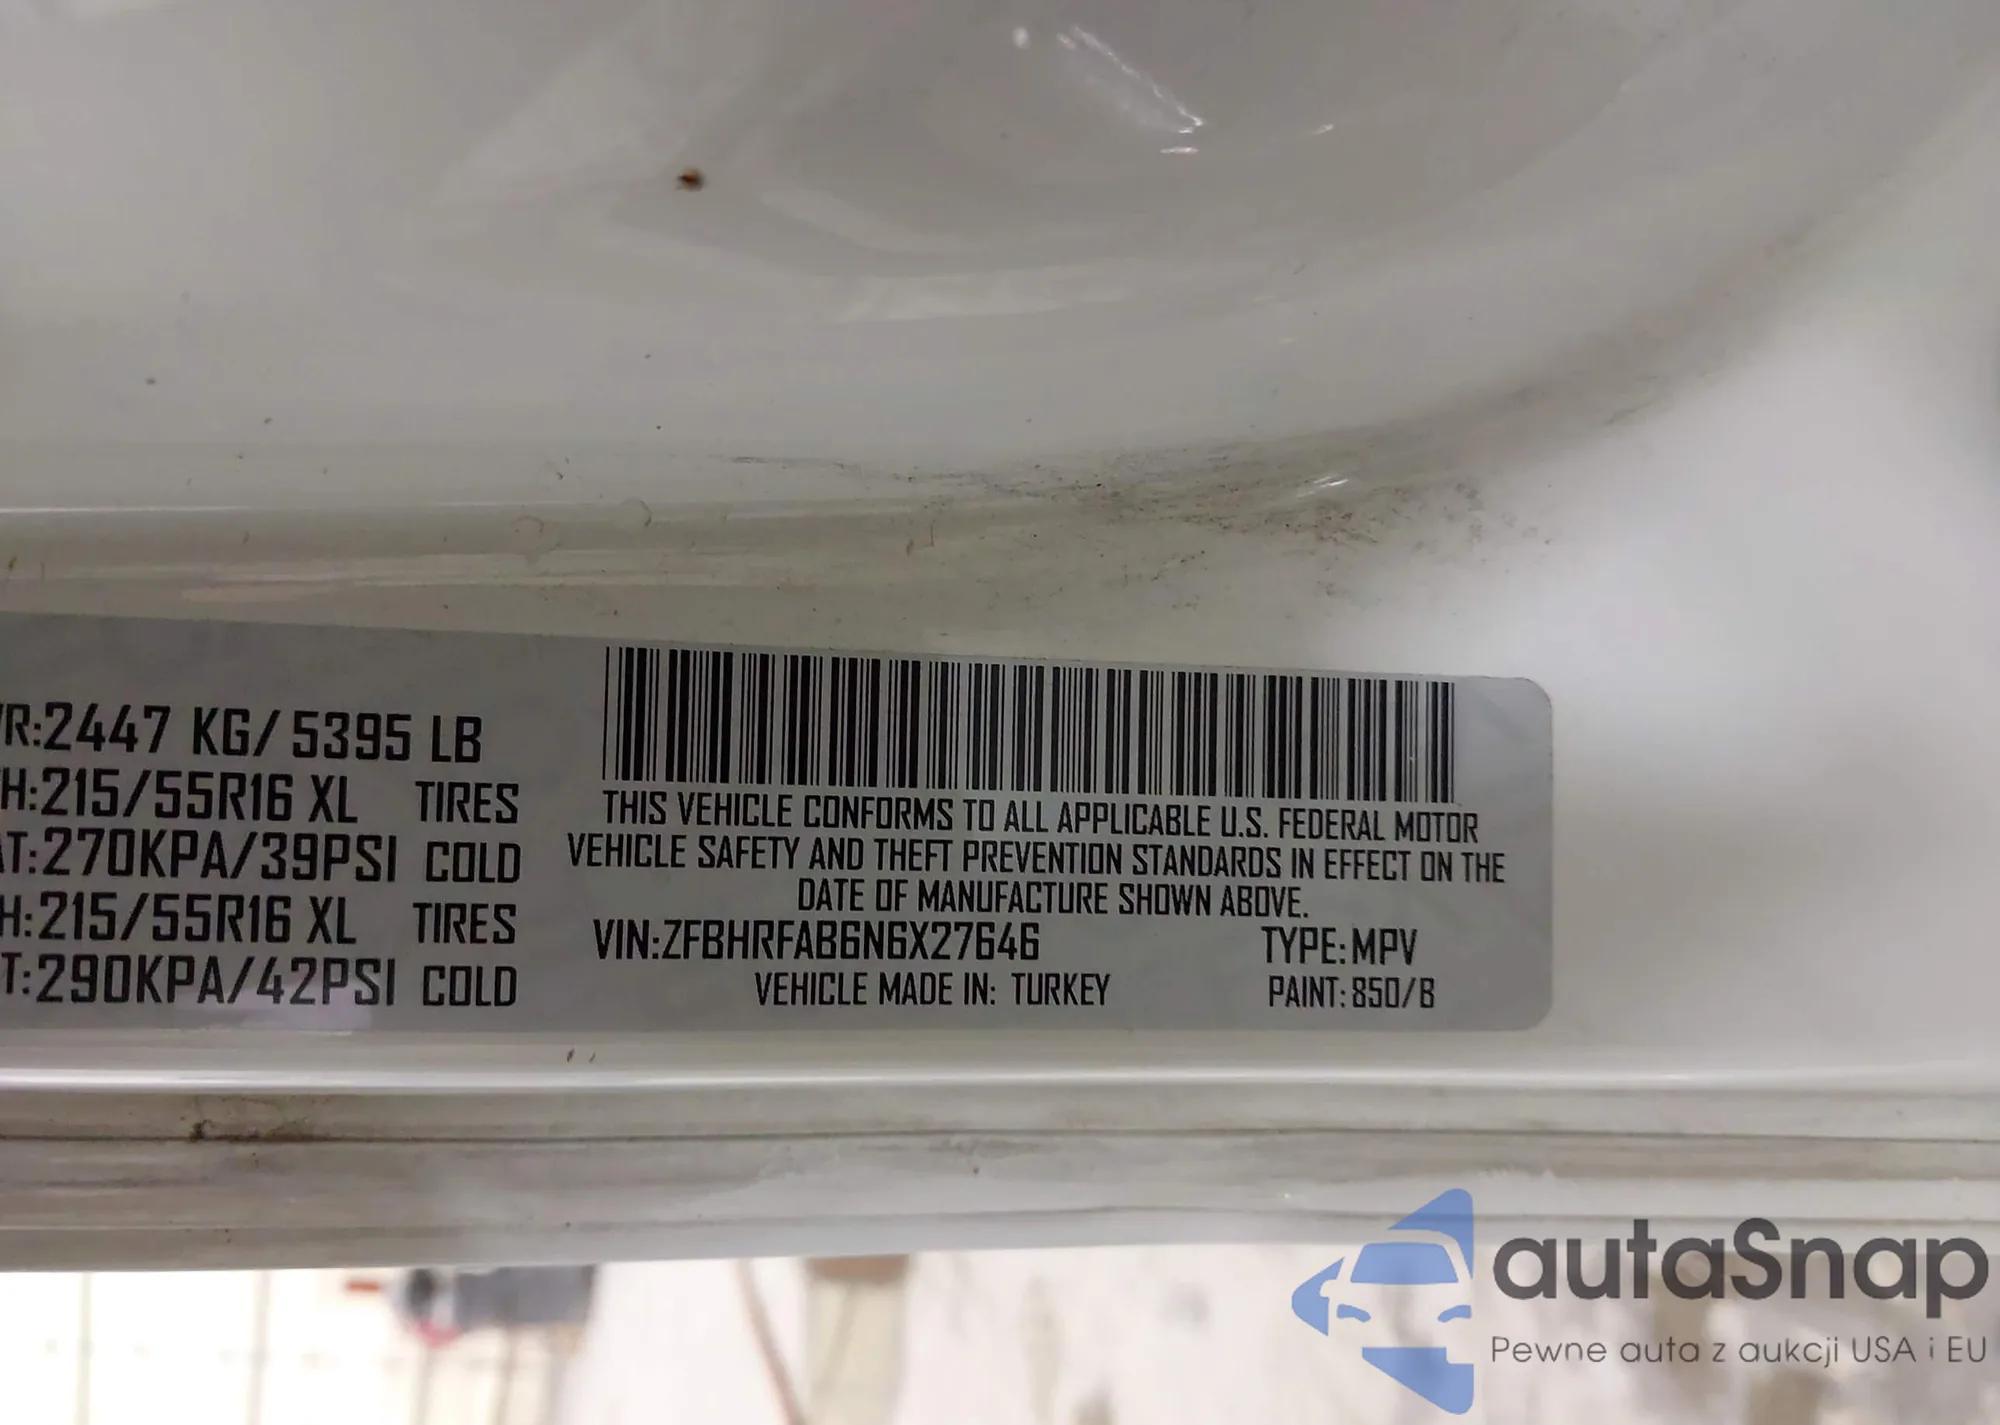 VR:2447 KG/ 5395 LB
H:215/55R16 XL TIRES
AT:270KPA/39PSI COLD
H:215/55R16 XL TIRES
T:290KPA/42PSI COLD
THIS VEHICLE CONFORMS TO ALL APPLICABLE U.S. FEDERAL MOTOR
VEHICLE SAFETY AND THEFT PREVENTION STANDARDS IN EFFECT ON THE
DATE OF MANUFACTURE SHOWN ABOVE.
VIN:ZFBHRFAB6N6X27646 TYPE:MPV
VEHICLE MADE IN: TURKEY PAINT:850/B
autaSnap
Pewne auta z aukcji USA i EU